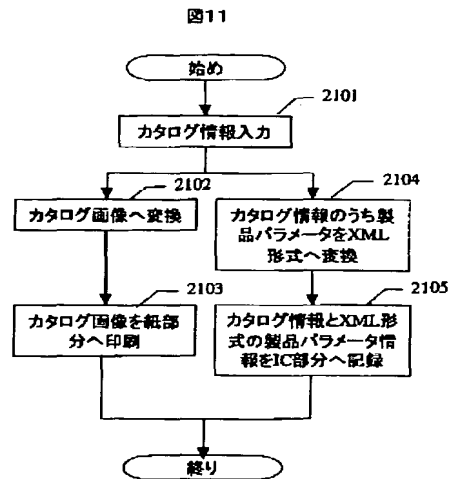 図11
始め
2101
カタログ情報入力
2102
カタログ画像へ変換
2104
カタログ情報のうち製
品パラメータをXML
形式へ変換
2103
カタログ画像を紙部
分へ印刷
2105
カタログ情報とXML形
式の製品パラメータ情
報をIC部分へ記録
終り